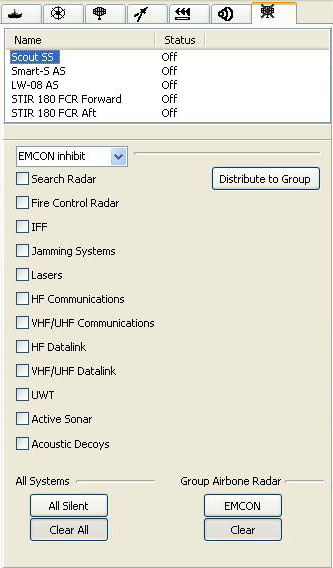 Name Status
Scout SS Off
Smart-S AS Off
LW-08 AS Off
STIR 180 FCR Forward Off
STIR 180 FCR Aft Off
EMCON inhibit
Search Radar Distribute to Group
Fire Control Radar
IFF
Jamming Systems
Lasers
HF Communications
VHF/UHF Communications
HF Datalink
VHF/UHF Datalink
UWT
Active Sonar
Acoustic Decoys
All Systems Group Airbone Radar
All Silent EMCON
Clear All Clear